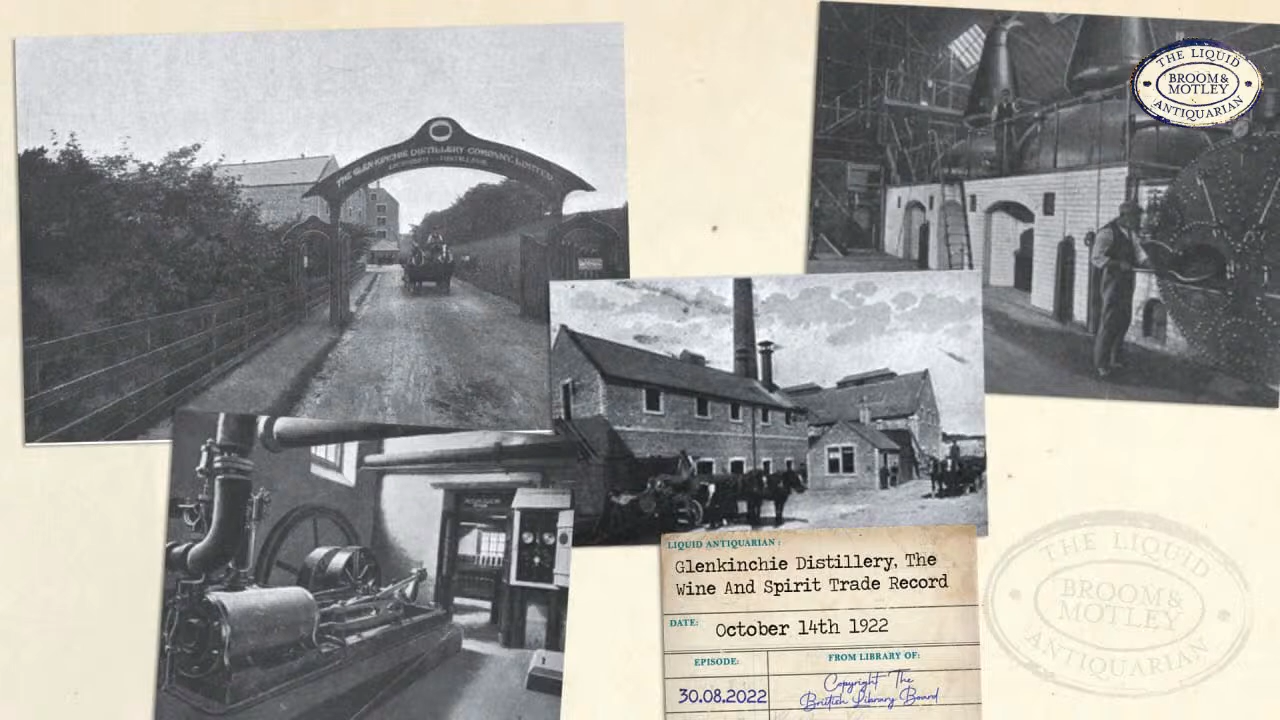 THE GLENKINCHIE DISTILLERY COMPANY, LIMITED
THE LIQUID
BROOM &
MOTLEY
ANTIQUARIAN
LIQUID ANTIQUARIAN :
Glenkinchie Distillery, The
Wine And Spirit Trade Record
DATE:
October 14th 1922
EPISODE:
FROM LIBRARY OF:
30.08.2022
Copyright The
British Library Board
THE LIQUID
BROOM &
MOTLEY
ANTIQUARIAN